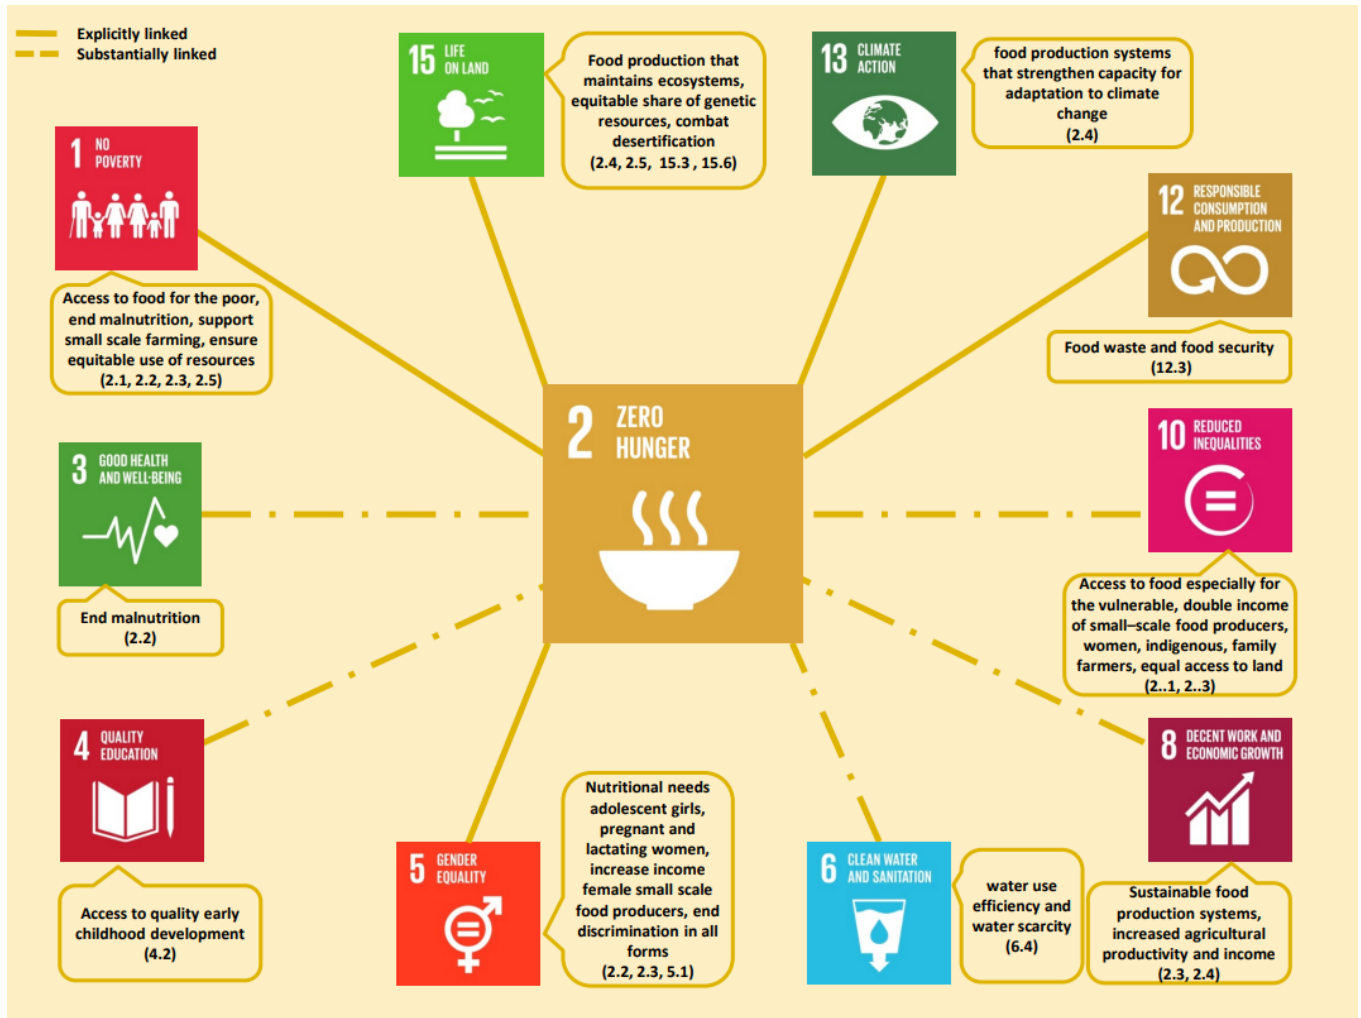 Explicitly linked
Substantially linked
15 LIFE
ON LAND
Food production that
maintains ecosystems,
equitable share of genetic
resources, combat
desertification
(2.4, 2.5, 15.3 , 15.6)
13 CLIMATE
ACTION
food production systems
that strengthen capacity for
adaptation to climate
change
(2.4)
1 NO
POVERTY
Access to food for the poor,
end malnutrition, support
small scale farming, ensure
equitable use of resources
(2.1, 2.2, 2.3, 2.5)
12 RESPONSIBLE
CONSUMPTION
AND PRODUCTION
Food waste and food security
(12.3)
2 ZERO
HUNGER
3 GOOD HEALTH
AND WELL-BEING
End malnutrition
(2.2)
10 REDUCED
INEQUALITIES
Access to food especially for
the vulnerable, double income
of small–scale food producers,
women, indigenous, family
farmers, equal access to land
(2..1, 2..3)
4 QUALITY
EDUCATION
Access to quality early
childhood development
(4.2)
5 GENDER
EQUALITY
Nutritional needs
adolescent girls,
pregnant and
lactating women,
increase income
female small scale
food producers, end
discrimination in all
forms
(2.2, 2.3, 5.1)
6 CLEAN WATER
AND SANITATION
water use
efficiency and
water scarcity
(6.4)
8 DECENT WORK AND
ECONOMIC GROWTH
Sustainable food
production systems,
increased agricultural
productivity and income
(2.3, 2.4)